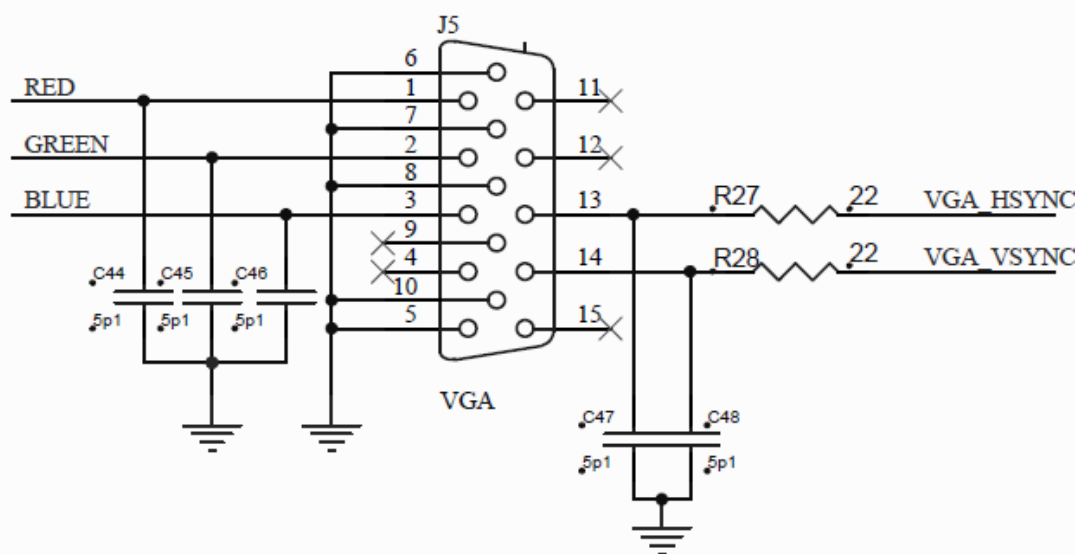 J5
6
RED
1
11
7
GREEN
2
12
8
BLUE
3
13
R27
22
VGA_HSYNC
9
4
14
R28
22
VGA_VSYNC
C44
C45
C46
10
5p1
5p1
5p1
5
15
VGA
C47
C48
5p1
5p1